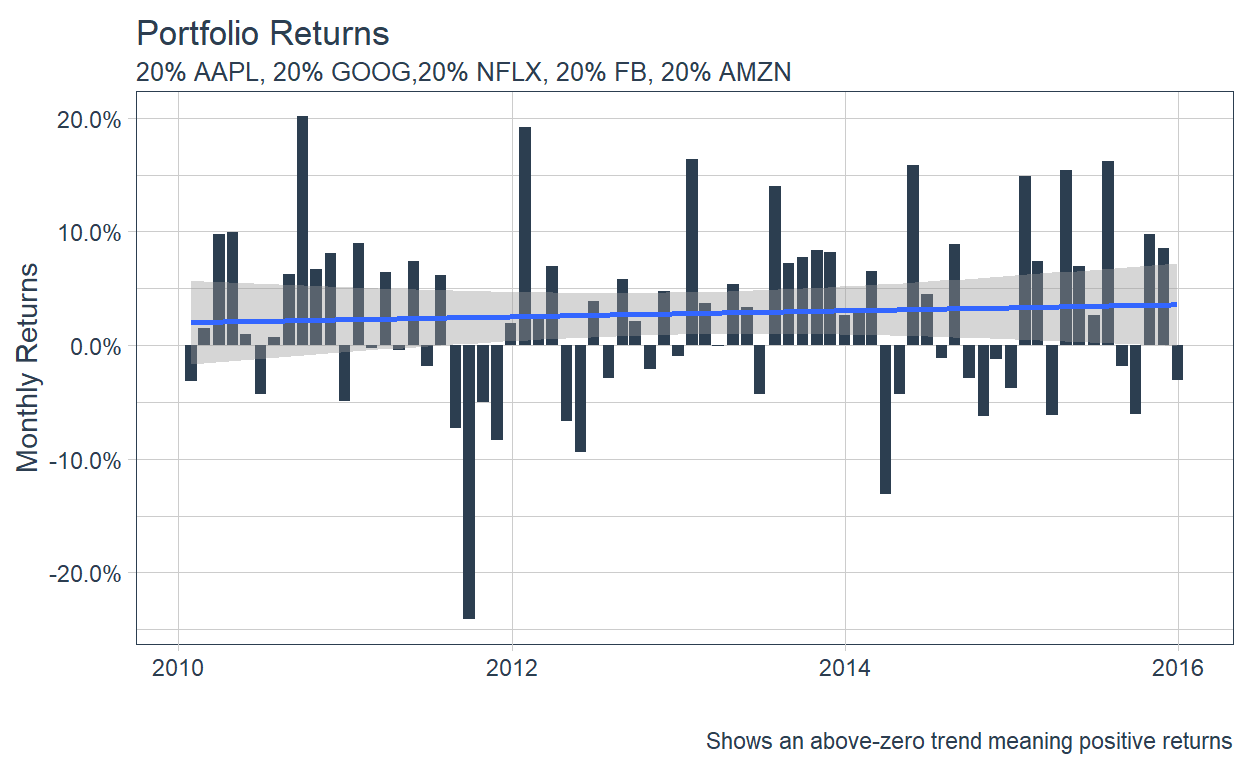 Portfolio Returns
20% AAPL, 20% GOOG,20% NFLX, 20% FB, 20% AMZN
Monthly Returns
20.0%
10.0%
0.0%
-10.0%
-20.0%
2010 2012 2014 2016
Shows an above-zero trend meaning positive returns